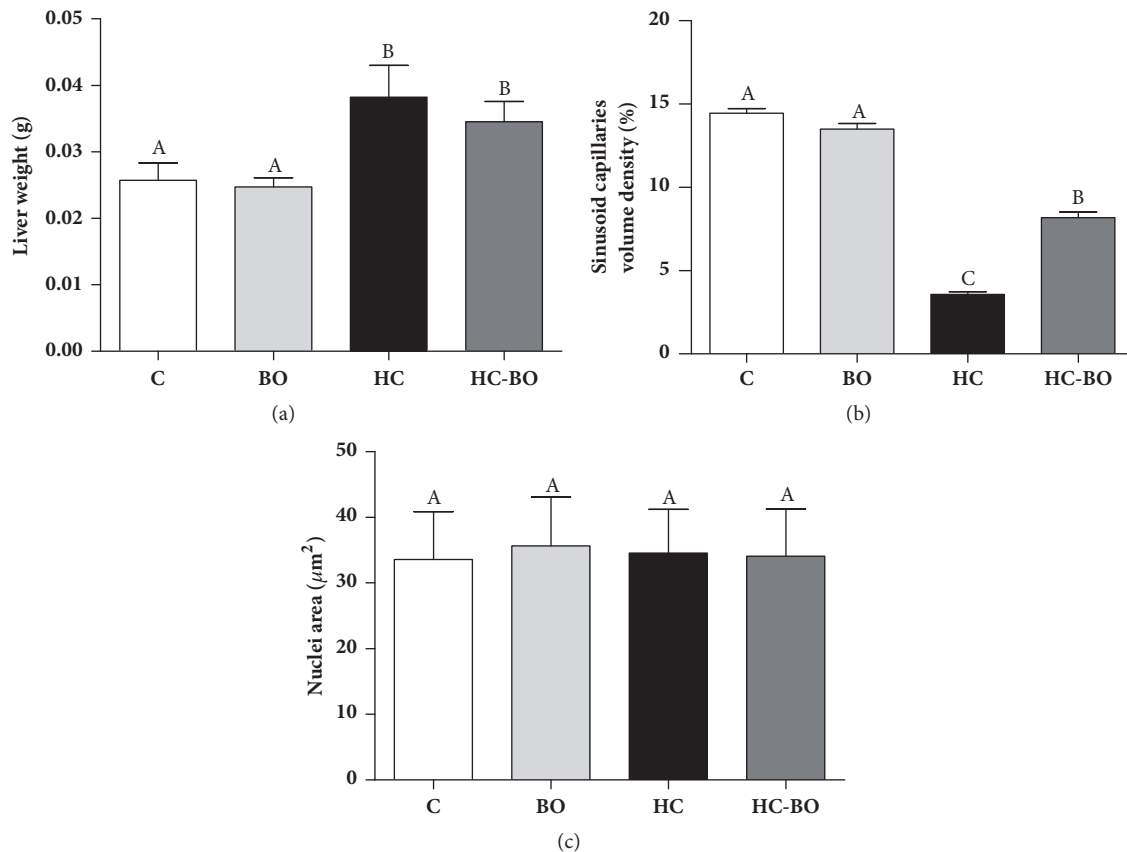 Liver weight (g)
0.05
0.04
0.03
0.02
0.01
0.00
A
A
B
B
C
BO
HC
HC-BO
(a)
Sinusoid capillaries
volume density (%)
20
15
10
5
0
A
A
C
B
C
BO
HC
HC-BO
(b)
Nuclei area (μm²)
50
40
30
20
10
0
A
A
A
A
C
BO
HC
HC-BO
(c)